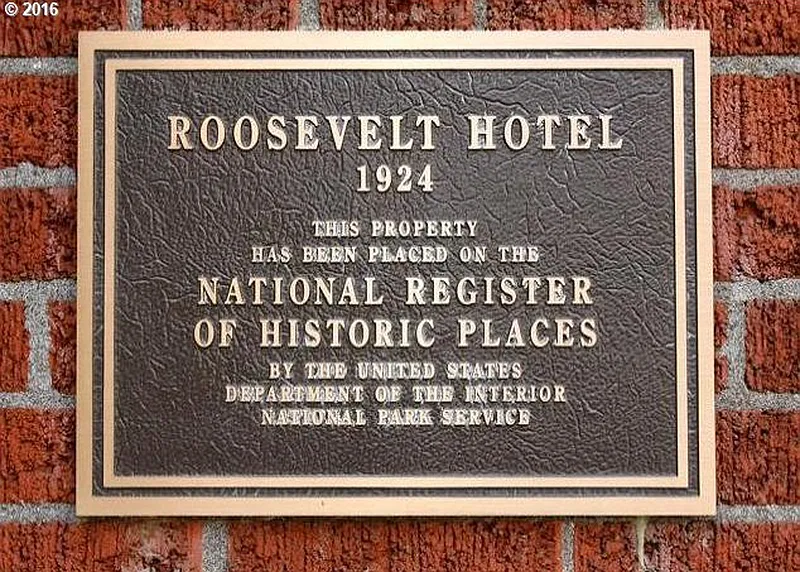 © 2016
ROOSEVELT HOTEL
1924
THIS PROPERTY
HAS BEEN PLACED ON THE
NATIONAL REGISTER
OF HISTORIC PLACES
BY THE UNITED STATES
DEPARTMENT OF THE INTERIOR
NATIONAL PARK SERVICE